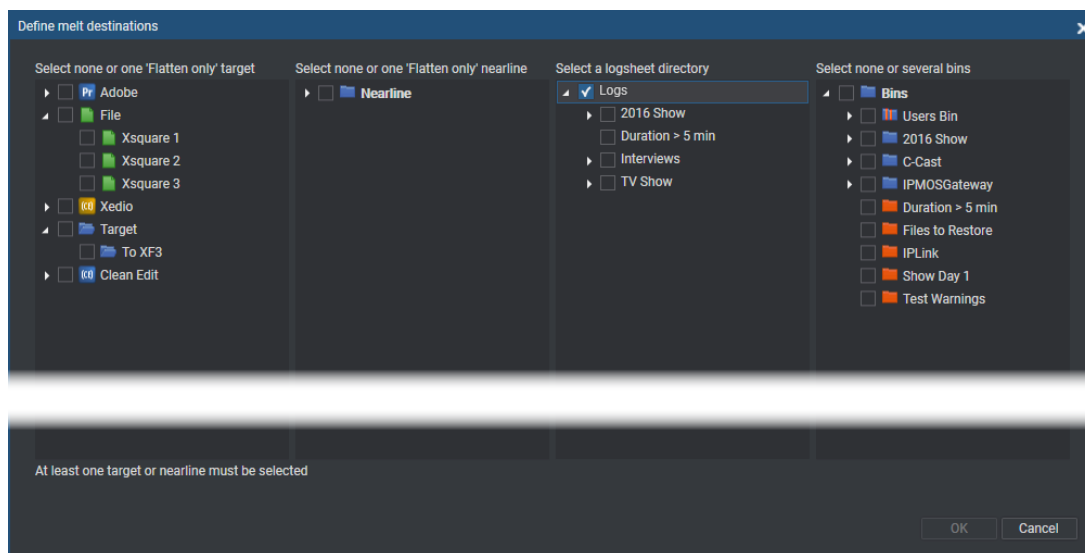 Define melt destinations
Select none or one 'Flatten only' target
Pr Adobe
File
Xsquare 1
Xsquare 2
Xsquare 3
Xedio
Target
To XF3
Clean Edit
Select none or one 'Flatten only' nearline
Nearline
Select a logsheet directory
Logs
2016 Show
Duration > 5 min
Interviews
TV Show
Select none or several bins
Bins
Users Bin
2016 Show
C-Cast
IPMOSGateway
Duration > 5 min
Files to Restore
IPLink
Show Day 1
Test Warnings
At least one target or nearline must be selected
OK
Cancel